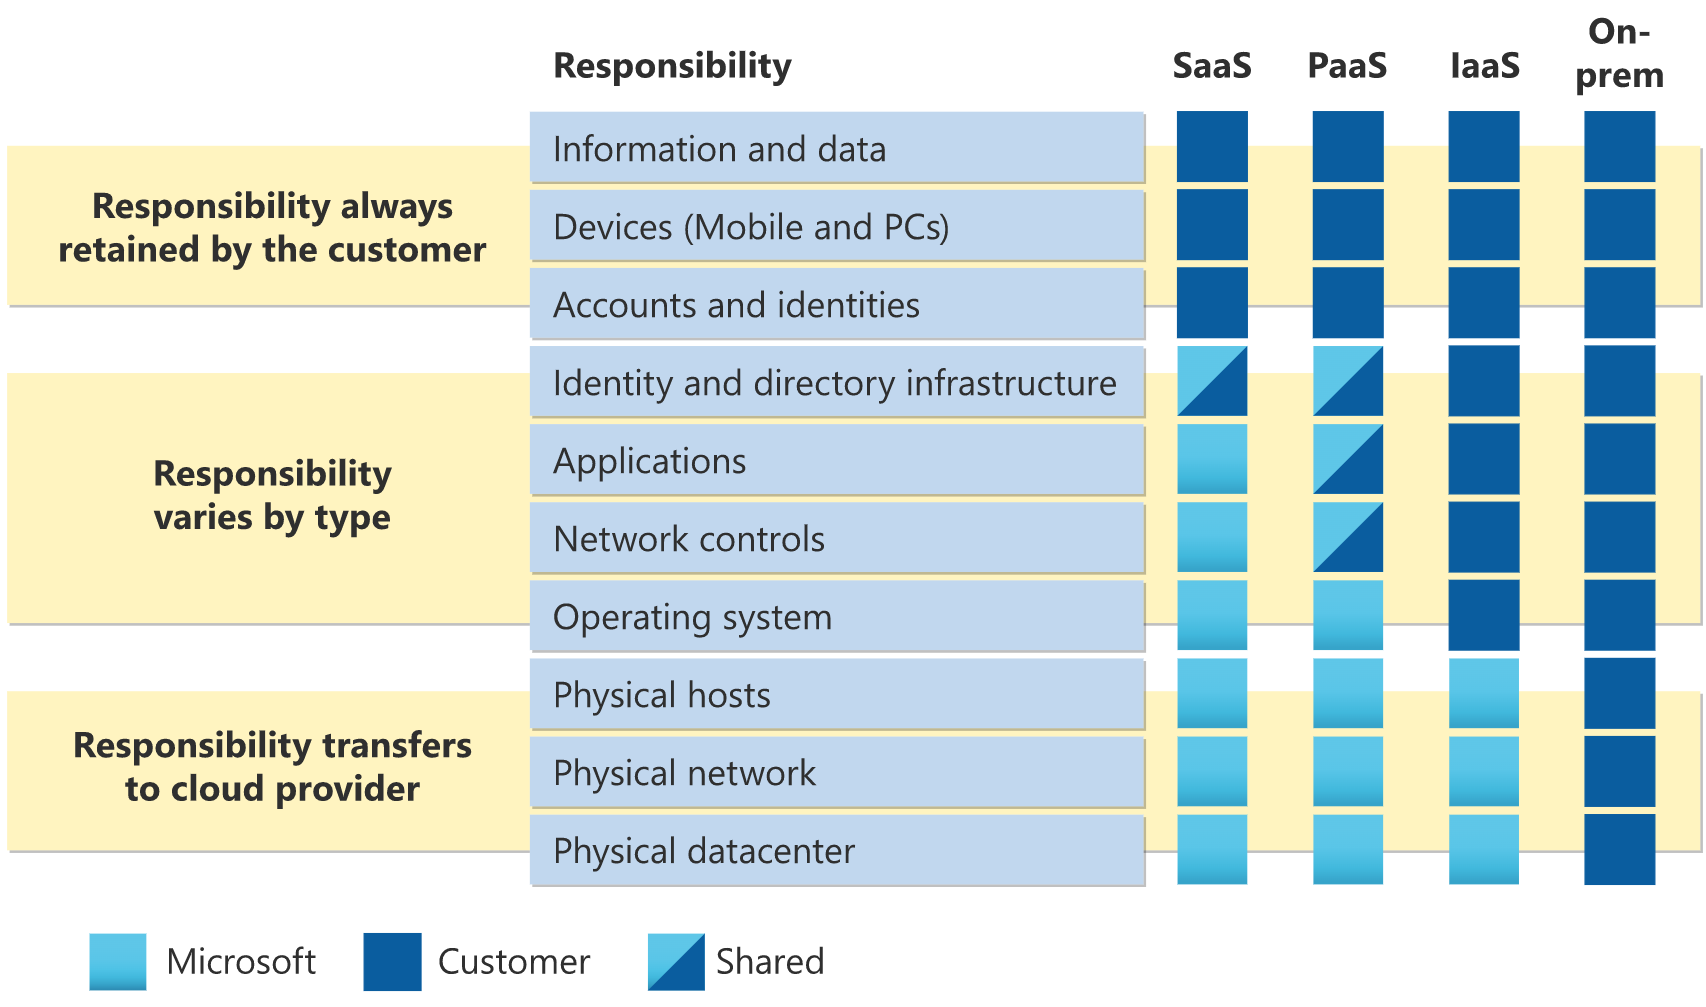 Responsibility
SaaS
PaaS
IaaS
On-
prem
Responsibility always
retained by the customer
Information and data
Devices (Mobile and PCs)
Accounts and identities
Responsibility
varies by type
Identity and directory infrastructure
Applications
Network controls
Operating system
Responsibility transfers
to cloud provider
Physical hosts
Physical network
Physical datacenter
Microsoft
Customer
Shared